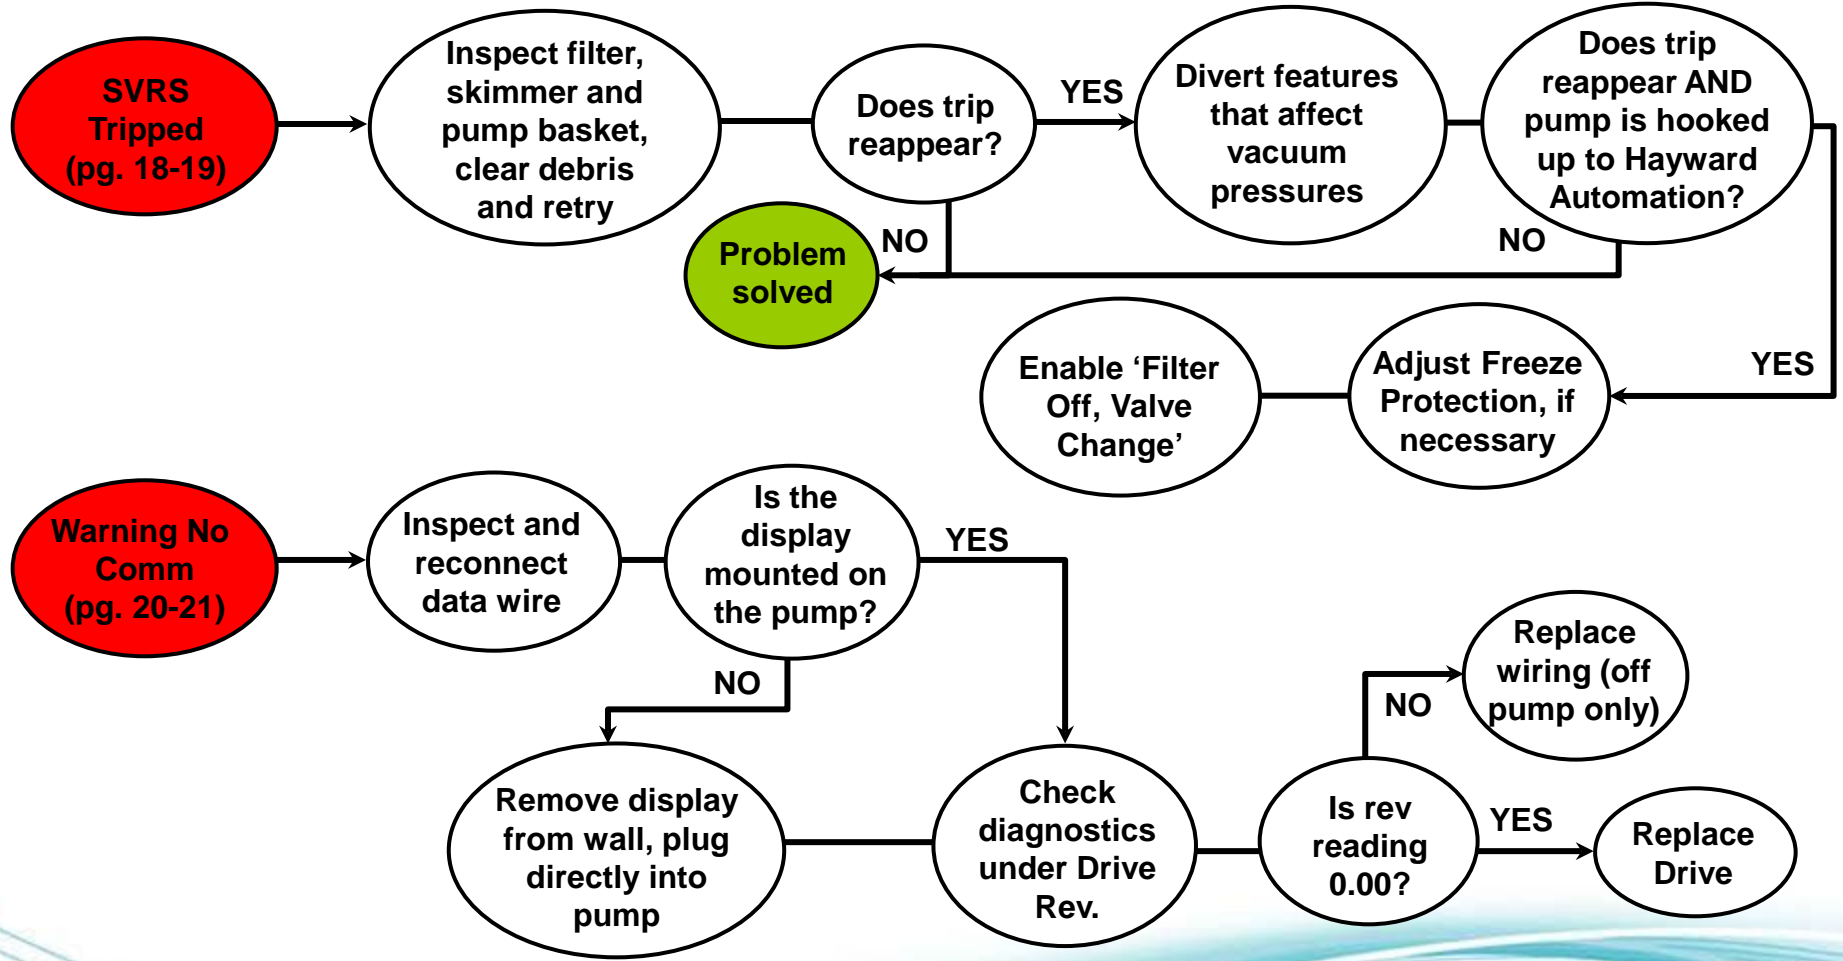 SVRS
Tripped
(pg. 18-19)
Inspect filter,
skimmer and
pump basket,
clear debris
and retry
Does trip
reappear?
YES
Divert features
that affect
vacuum
pressures
Does trip
reappear AND
pump is hooked
up to Hayward
Automation?
NO
Problem
solved
NO
YES
Adjust Freeze
Protection, if
necessary
Enable ‘Filter
Off, Valve
Change’
Warning No
Comm
(pg. 20-21)
Inspect and
reconnect
data wire
Is the
display
mounted on
the pump?
YES
NO
Remove display
from wall, plug
directly into
pump
Check
diagnostics
under Drive
Rev.
Is rev
reading
0.00?
NO
Replace
wiring (off
pump only)
YES
Replace
Drive